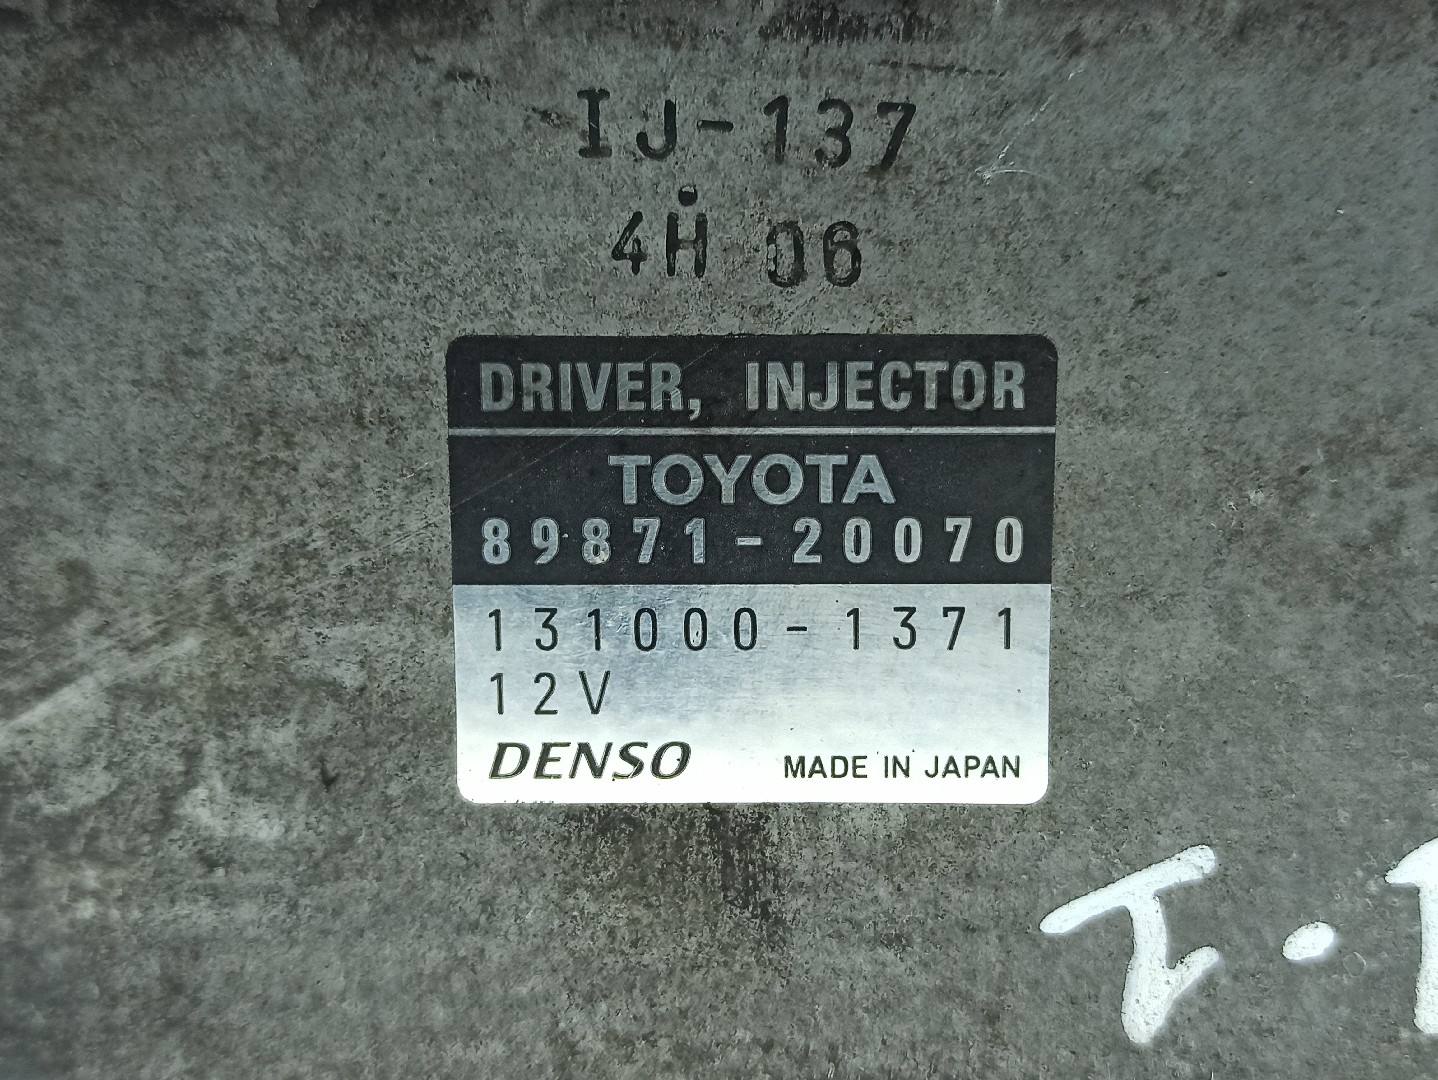 IJ-137
4H 06
DRIVER, INJECTOR
TOYOTA
89871-20070
131000-1371
12V
DENSO MADE IN JAPAN